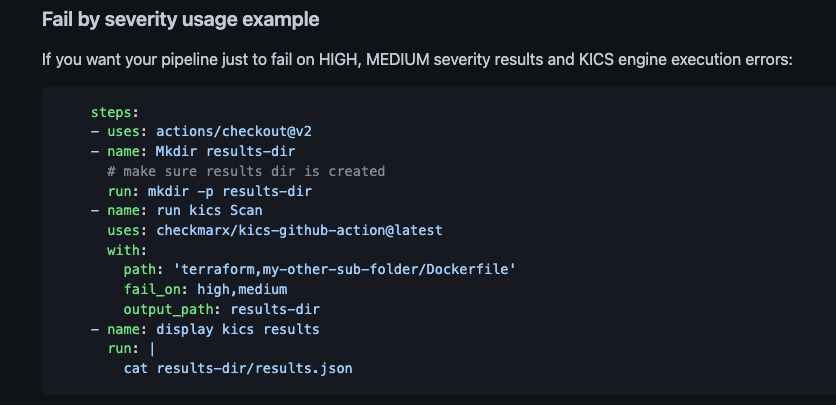 Fail by severity usage example
If you want your pipeline just to fail on HIGH, MEDIUM severity results and KICS engine execution errors:
steps:
- uses: actions/checkout@v2
- name: Mkdir results-dir
# make sure results dir is created
run: mkdir -p results-dir
- name: run kics Scan
uses: checkmarx/kics-github-action@latest
with:
path: 'terraform,my-other-sub-folder/Dockerfile'
fail_on: high,medium
output_path: results-dir
- name: display kics results
run: |
cat results-dir/results.json